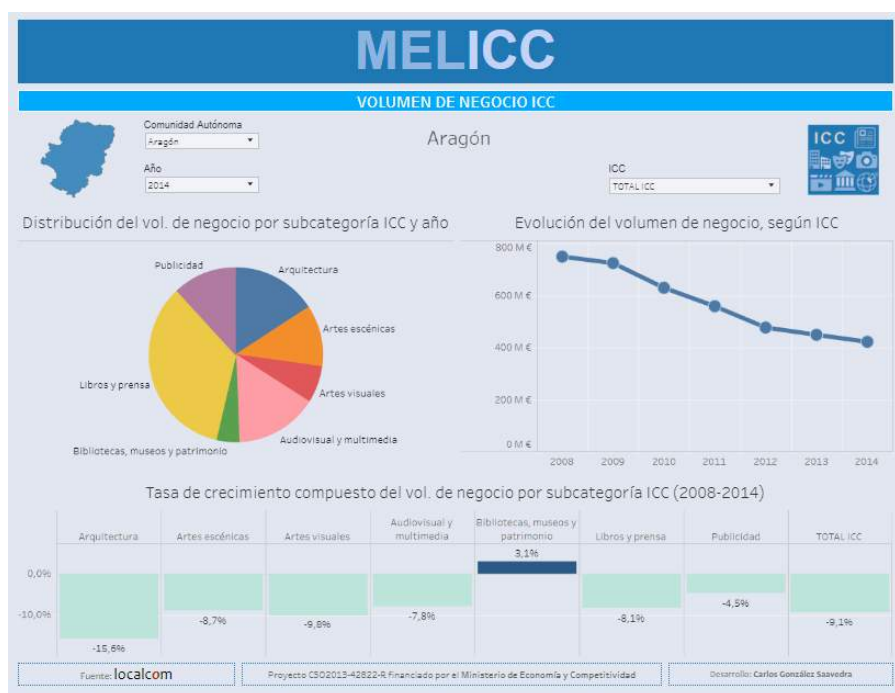 MELICC
VOLUMEN DE NEGOCIO ICC
Comunidad Autónoma
Aragón
Año
2014
Aragón
ICC
TOTAL ICC
ICC
Distribución del vol. de negocio por subcategoría ICC y año
Publicidad
Arquitectura
Artes escénicas
Libros y prensa
Artes visuales
Audiovisual y multimedia
Bibliotecas, museos y patrimonio
Evolución del volumen de negocio, según ICC
800 M €
600 M €
400 M €
200 M €
0 M €
2008 2009 2010 2011 2012 2013 2014
Tasa de crecimiento compuesto del vol. de negocio por subcategoría ICC (2008-2014)
Arquitectura Artes escénicas Artes visuales Audiovisual y multimedia Bibliotecas, museos y patrimonio Libros y prensa Publicidad TOTAL ICC
0,0%
-10,0%
-15,6% -8,7% -9,8% -7,8% 3,1% -8,1% -4,5% -9,1%
Fuente: localcom
Proyecto CSO2013-42822-R financiado por el Ministerio de Economía y Competitividad
Desarrollo: Carlos González Saavedra